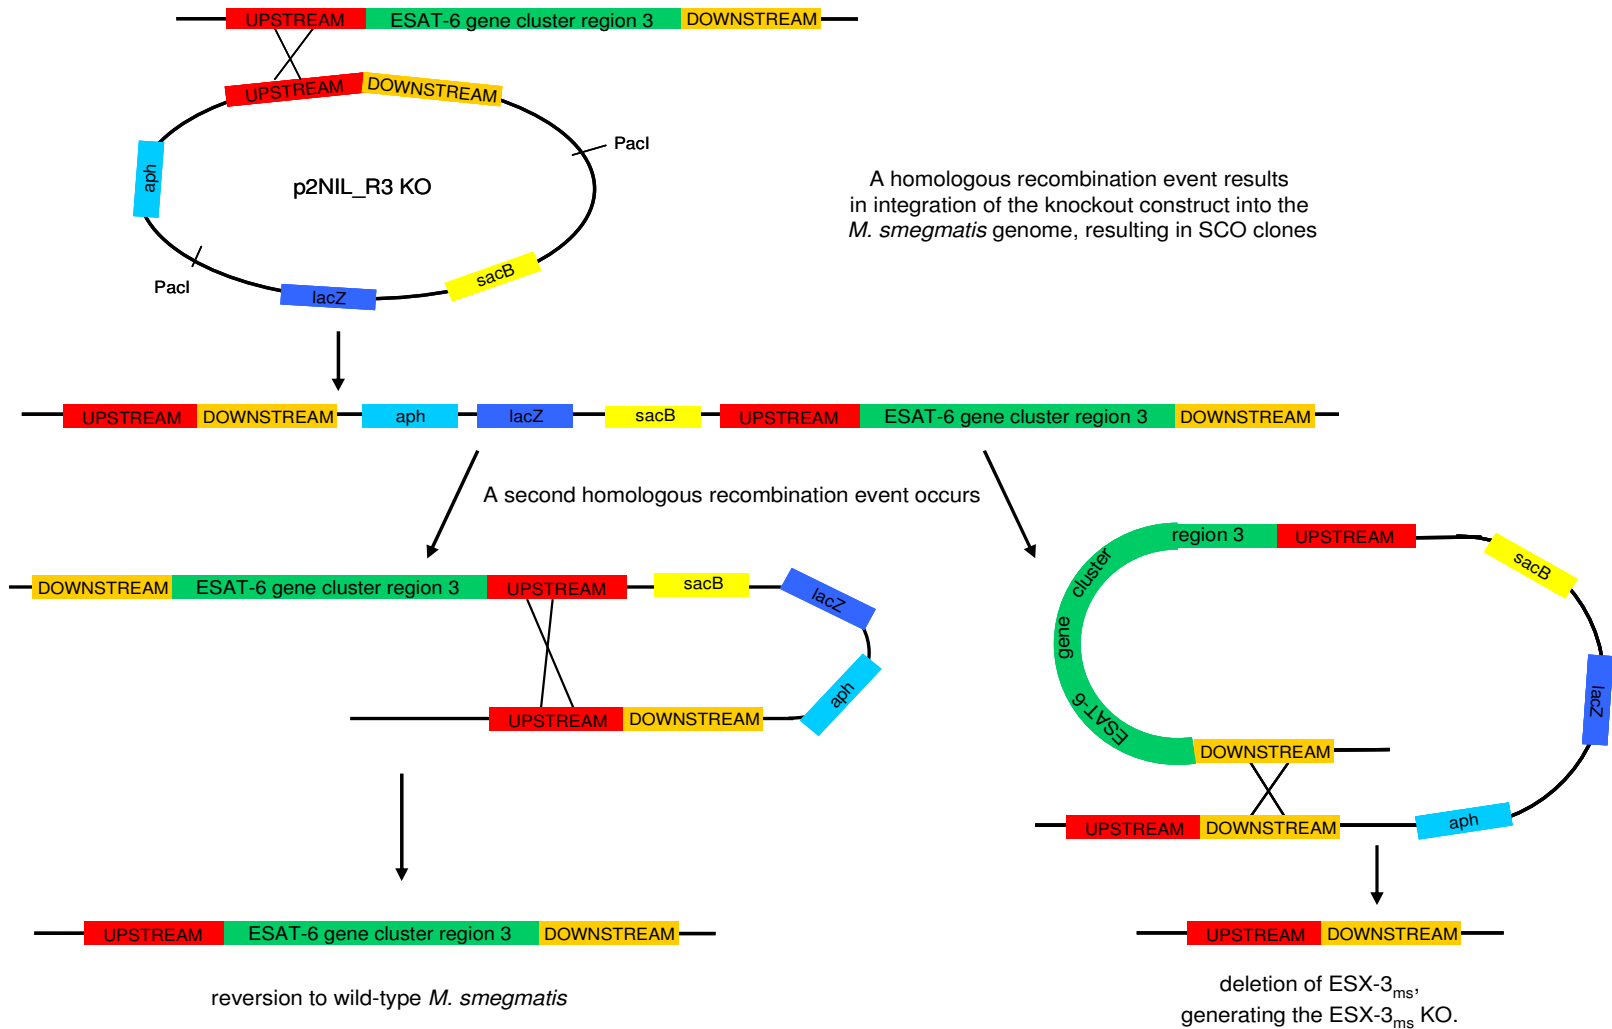 UPSTREAM ESAT-6 gene cluster region 3 DOWNSTREAM
UPSTREAM DOWNSTREAM
PacI
aph
p2NIL_R3 KO
A homologous recombination event results
in integration of the knockout construct into the
M. smegmatis genome, resulting in SCO clones
PacI
lacZ
sacB
UPSTREAM DOWNSTREAM aph lacZ sacB UPSTREAM ESAT-6 gene cluster region 3 DOWNSTREAM
A second homologous recombination event occurs
DOWNSTREAM ESAT-6 gene cluster region 3 UPSTREAM sacB
lacZ
aph
UPSTREAM DOWNSTREAM
ESAT-6 gene cluster region 3 UPSTREAM
sacB
lacZ
DOWNSTREAM
UPSTREAM DOWNSTREAM aph
UPSTREAM ESAT-6 gene cluster region 3 DOWNSTREAM
reversion to wild-type M. smegmatis
UPSTREAM DOWNSTREAM
deletion of ESX-3ms,
generating the ESX-3ms KO.